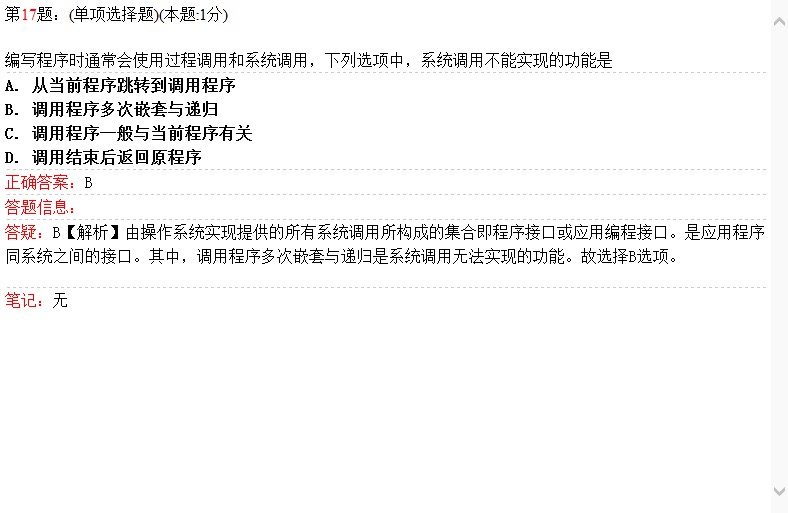 第17题：(单项选择题)(本题:1分)
编写程序时通常会使用过程调用和系统调用，下列选项中，系统调用不能实现的功能是
A. 从当前程序跳转到调用程序
B. 调用程序多次嵌套与递归
C. 调用程序一般与当前程序有关
D. 调用结束后返回原程序
正确答案：B
答题信息：
答疑：B【解析】由操作系统实现提供的所有系统调用所构成的集合即程序接口或应用编程接口。是应用程序
同系统之间的接口。其中，调用程序多次嵌套与递归是系统调用无法实现的功能。故选择B选项。
笔记：无